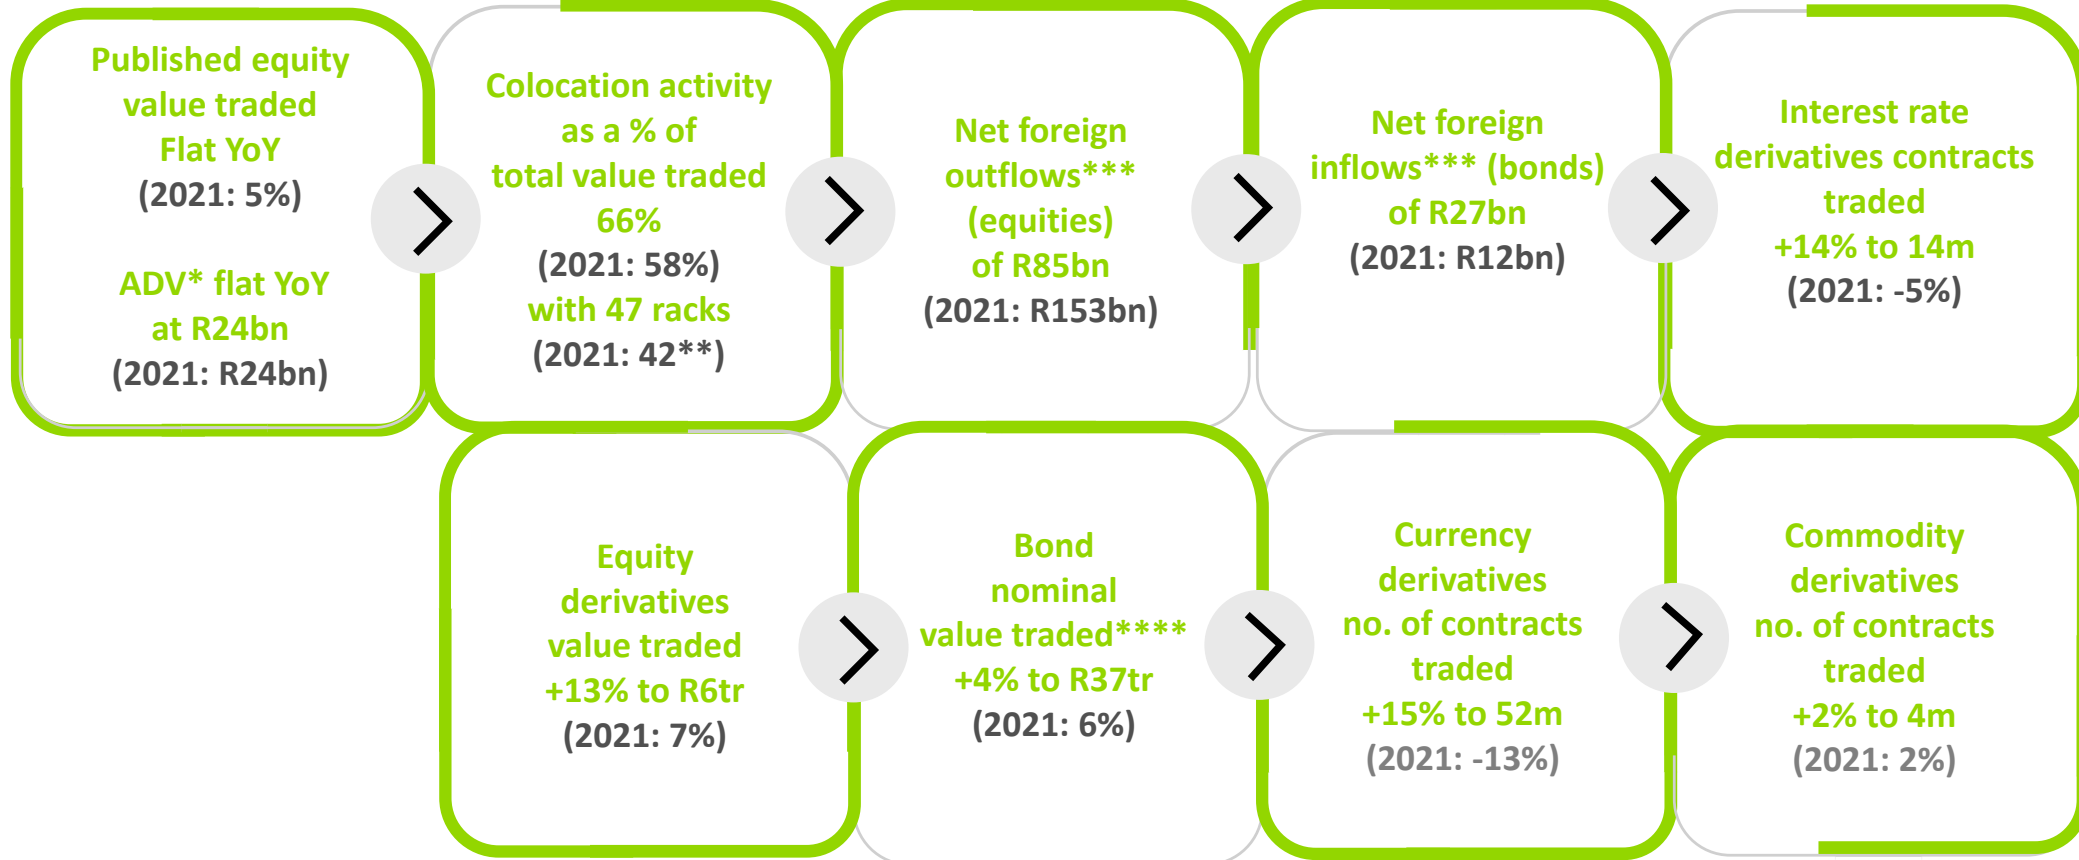 Published equity
value traded
Flat YoY
(2021: 5%)
ADV* flat YoY
at R24bn
(2021: R24bn)
Colocation activity
as a % of
total value traded
66%
(2021: 58%)
with 47 racks
(2021: 42**)
Net foreign
outflows***
(equities)
of R85bn
(2021: R153bn)
Net foreign
inflows*** (bonds)
of R27bn
(2021: R12bn)
Interest rate
derivatives contracts
traded
+14% to 14m
(2021: -5%)
Equity
derivatives
value traded
+13% to R6tr
(2021: 7%)
Bond
nominal
value traded****
+4% to R37tr
(2021: 6%)
Currency
derivatives
no. of contracts
traded
+15% to 52m
(2021: -13%)
Commodity
derivatives
no. of contracts
traded
+2% to 4m
(2021: 2%)